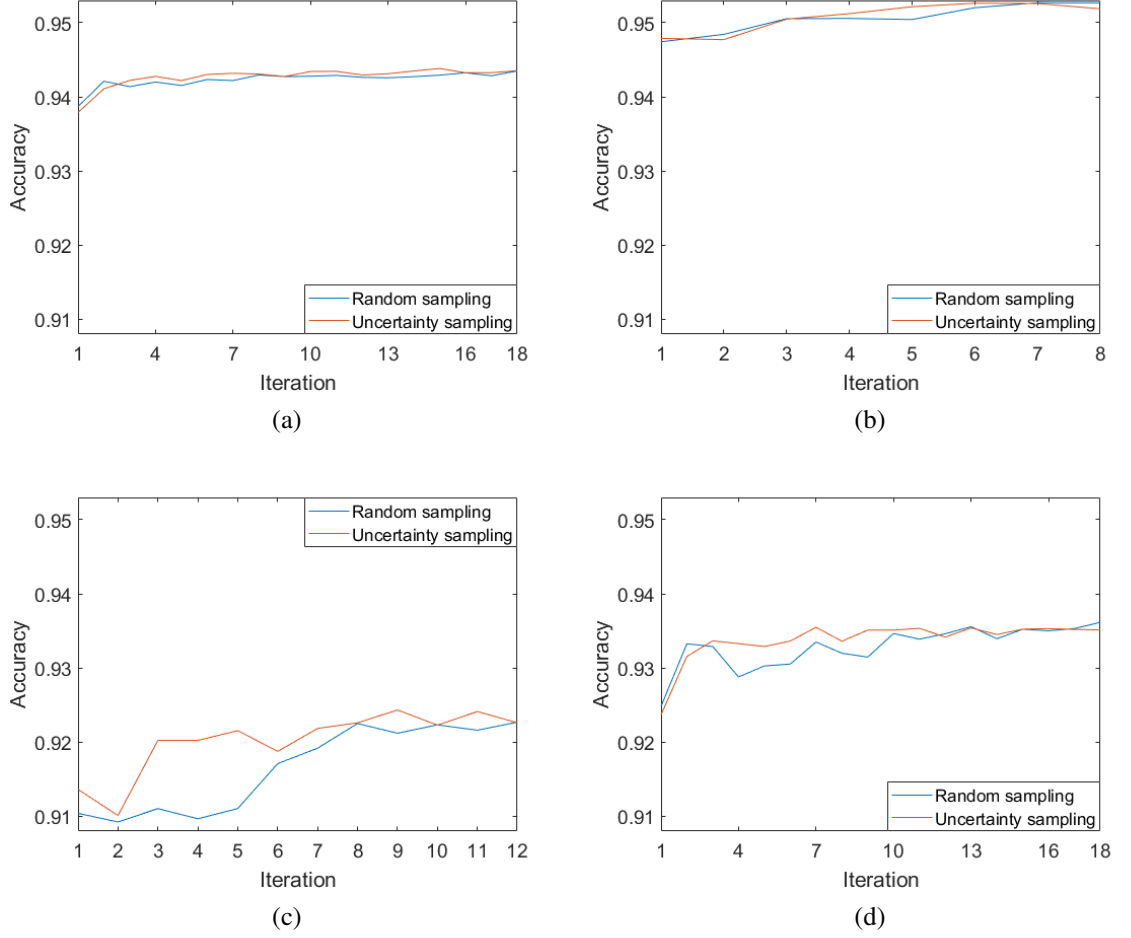 0.95
0.94
0.93
0.92
0.91
Accuracy
Random sampling
Uncertainty sampling
1 4 7 10 13 16 18
Iteration
(a)
0.95
0.94
0.93
0.92
0.91
Accuracy
Random sampling
Uncertainty sampling
1 2 3 4 5 6 7 8
Iteration
(b)
0.95
0.94
0.93
0.92
0.91
Accuracy
Random sampling
Uncertainty sampling
1 2 3 4 5 6 7 8 9 10 11 12
Iteration
(c)
0.95
0.94
0.93
0.92
0.91
Accuracy
Random sampling
Uncertainty sampling
1 4 7 10 13 16 18
Iteration
(d)